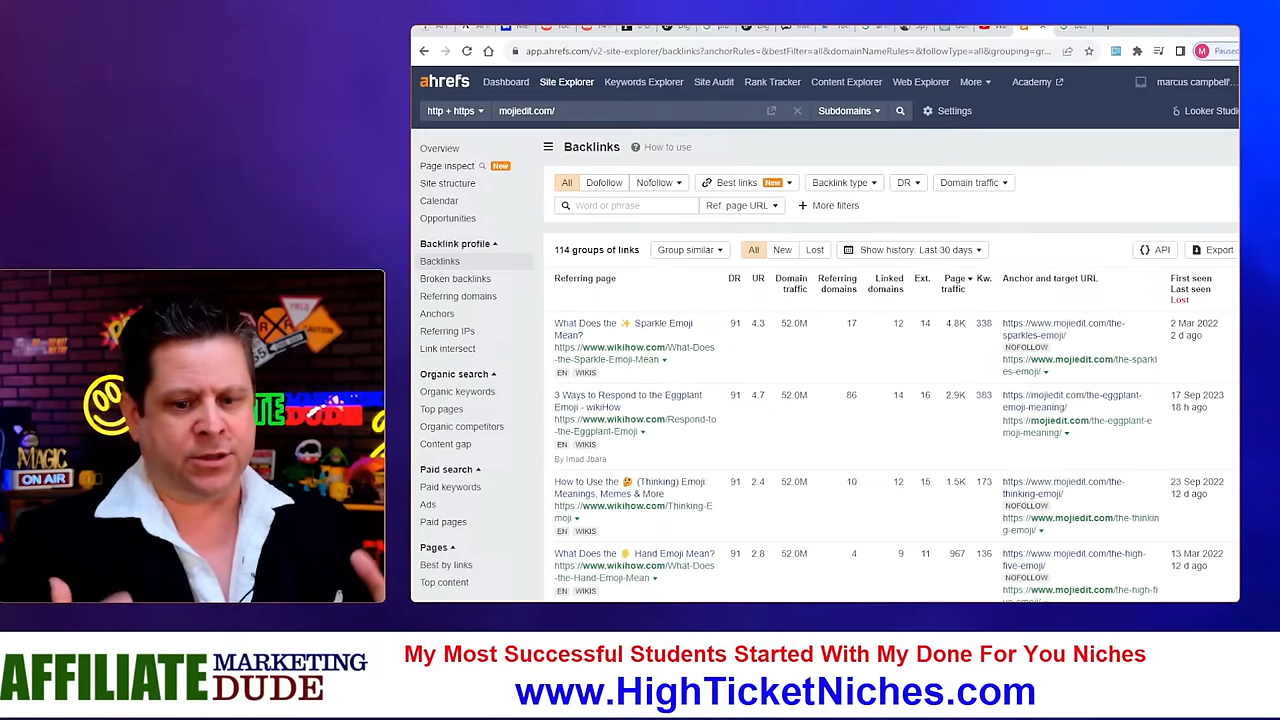 app.ahrefs.com/v2-site-explorer/backlinks?anchorRules=&bestFilter=all&domainNameRules=&followType=all&grouping=gr...
M Paused
ahrefs Dashboard Site Explorer Keywords Explorer Site Audit Rank Tracker Content Explorer Web Explorer More Academy marcus campbell'...
http + https mojiedit.com/ Subdomains Settings Looker Studi
Overview
Page inspect New
Site structure
Calendar
Opportunities
Backlink profile
Backlinks
Broken backlinks
Referring domains
Anchors
Referring IPs
Link intersect
Organic search
Organic keywords
Top pages
Organic competitors
Content gap
Paid search
Paid keywords
Ads
Paid pages
Pages
Best by links
Top content
Backlinks ? How to use
All Dofollow Nofollow Best links New Backlink type DR Domain traffic
Word or phrase Ref. page URL + More filters
114 groups of links Group similar All New Lost Show history: Last 30 days {} API Export
Referring page DR UR Domain traffic Referring domains Linked domains Ext. Page traffic Kw. Anchor and target URL First seen Last seen Lost
What Does the ✨ Sparkle Emoji Mean? 91 4.3 52.0M 17 12 14 4.8K 338 https://www.mojiedit.com/the-sparkles-emoji/ 2 Mar 2022
2 d ago
NOFOLLOW
https://www.wikihow.com/What-Does-the-Sparkle-Emoji-Mean https://www.mojiedit.com/the-sparkles-emoji/
EN WIKIS
3 Ways to Respond to the Eggplant Emoji - wikiHow 91 4.7 52.0M 86 14 16 2.9K 383 https://mojiedit.com/the-eggplant-emoji-meaning/ 17 Sep 2023
18 h ago
https://www.wikihow.com/Respond-to-the-Eggplant-Emoji https://mojiedit.com/the-eggplant-emoji-meaning/
EN WIKIS
By Imad Jbara
How to Use the 🤔 (Thinking) Emoji: Meanings, Memes & More 91 2.4 52.0M 10 12 15 1.5K 173 https://www.mojiedit.com/the-thinking-emoji/ 23 Sep 2022
12 d ago
NOFOLLOW
https://www.wikihow.com/Thinking-Emoji https://www.mojiedit.com/the-thinking-emoji/
EN WIKIS
What Does the ✋ Hand Emoji Mean? 91 2.8 52.0M 4 9 11 967 136 https://www.mojiedit.com/the-high-five-emoji/ 13 Mar 2022
12 d ago
NOFOLLOW
https://www.wikihow.com/What-Does-the-Hand-Emoji-Mean https://www.mojiedit.com/the-high-five-emoji/
EN WIKIS
YIELD
CAUTION
R R
MAGIC
ON AIR
DUDE
AFFILIATE MARKETING DUDE
My Most Successful Students Started With My Done For You Niches
www.HighTicketNiches.com